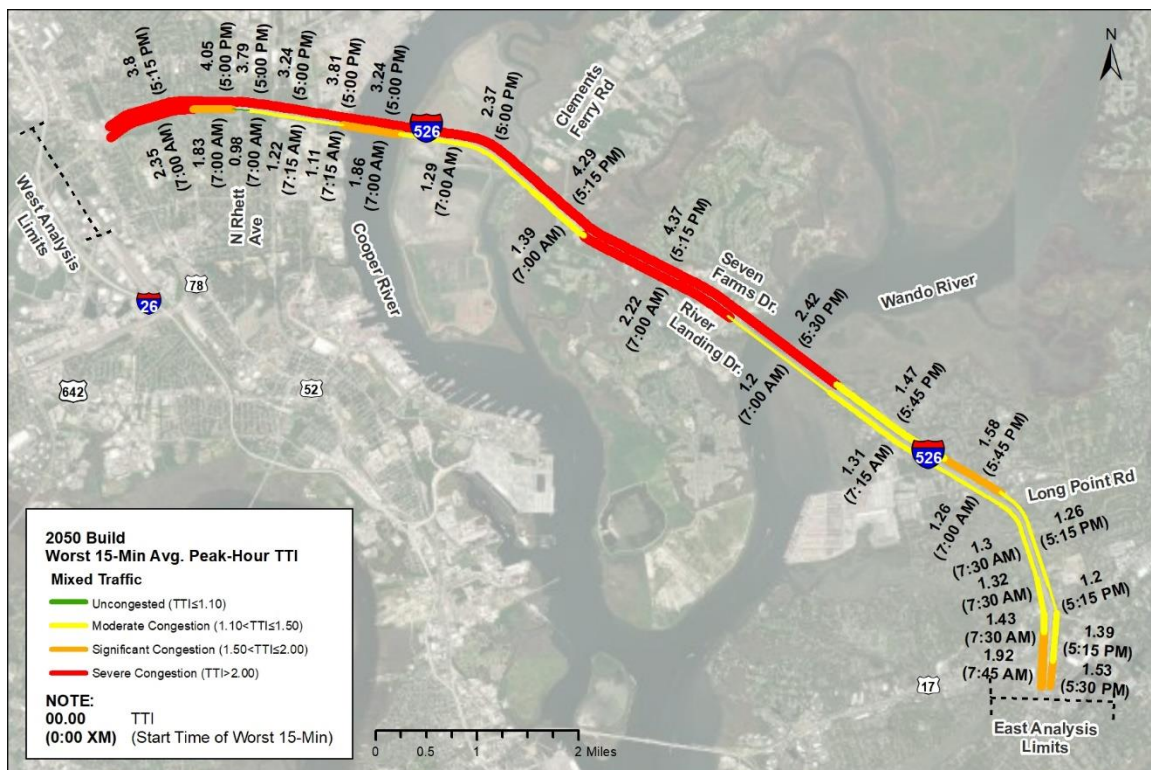 3.8
(5:15 PM)
4.05
(5:00 PM)
3.79
(5:00 PM)
3.24
(5:00 PM)
3.81
(5:00 PM)
3.24
(5:00 PM)
2.37
(5:00 PM)
Clements
Ferry Rd
N
526
4.29
(5:15 PM)
2.35
(7:00 AM)
1.83
(7:00 AM)
0.98
(7:00 AM)
1.22
(7:15 AM)
1.11
(7:15 AM)
1.86
(7:00 AM)
1.29
(7:00 AM)
West Analysis
Limits
N Rhett
Ave
Cooper River
1.39
(7:00 AM)
4.37
(5:15 PM)
Seven
Farms Dr.
Wando River
78
26
2.22
(7:00 AM)
River
Landing Dr.
2.42
(5:30 PM)
642
52
1.2
(7:00 AM)
1.47
(5:45 PM)
526
1.58
(5:45 PM)
1.31
(7:15 AM)
Long Point Rd
1.26
(7:00 AM)
1.26
(5:15 PM)
1.3
(7:30 AM)
1.32
(7:30 AM)
1.2
(5:15 PM)
1.43
(7:30 AM)
1.39
(5:15 PM)
1.92
(7:45 AM)
1.53
(5:30 PM)
17
East Analysis
Limits
2050 Build
Worst 15-Min Avg. Peak-Hour TTI
Mixed Traffic
Uncongested (TTI≤1.10)
Moderate Congestion (1.10<TTI≤1.50)
Significant Congestion (1.50<TTI≤2.00)
Severe Congestion (TTI>2.00)
NOTE:
00.00 TTI
(0:00 XM) (Start Time of Worst 15-Min)
0 0.5 1 2 Miles